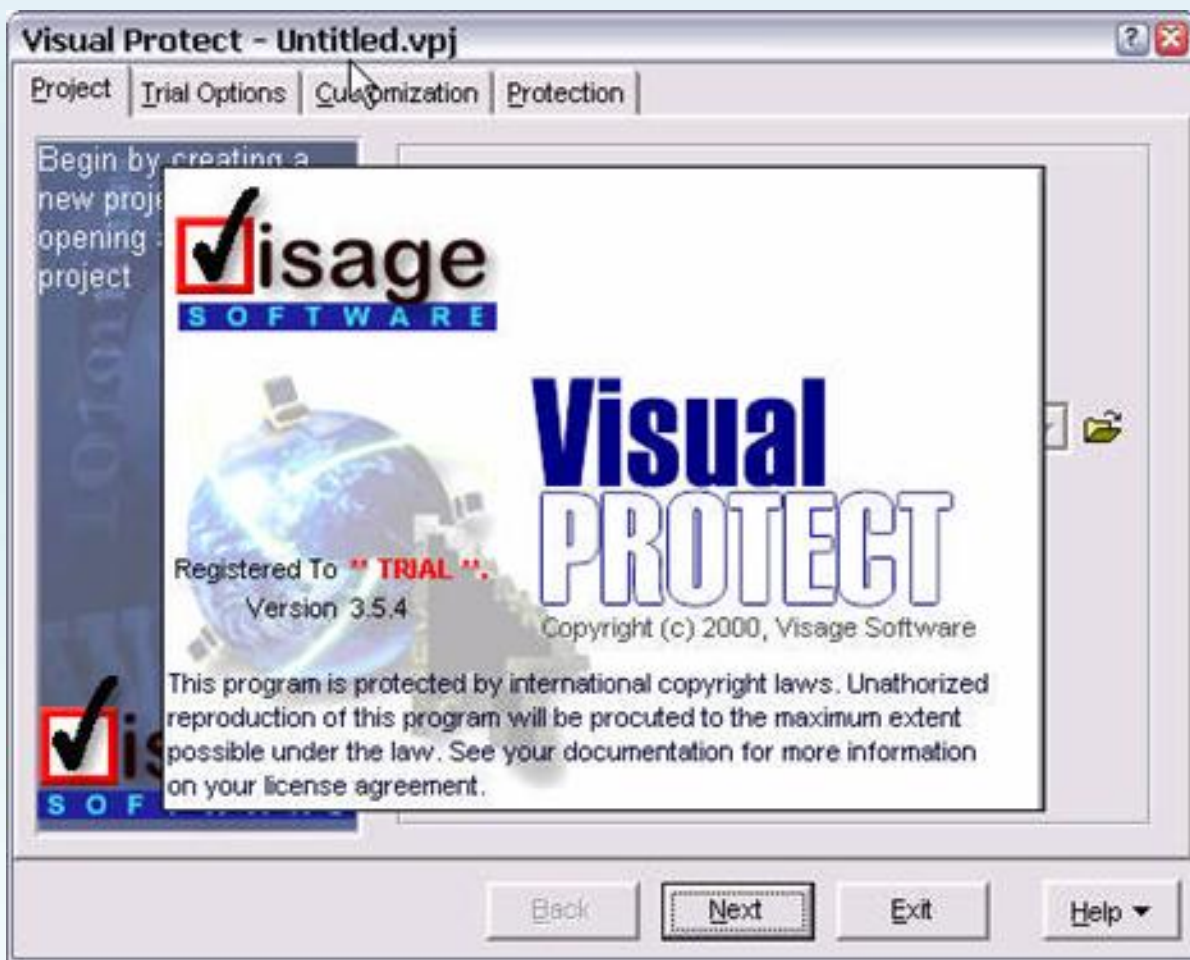 Visual Protect - Untitled.vpj
Project
Trial Options
Customization
Protection
Begin by creating a
new proje
opening
project
Visage
SOFTWARE
Visual
PROTECT
Registered To ** TRIAL **.
Version 3.5.4
Copyright (c) 2000, Visage Software
This program is protected by international copyright laws. Unathorized
reproduction of this program will be procuted to the maximum extent
possible under the law. See your documentation for more information
on your license agreement.
Back
Next
Exit
Help